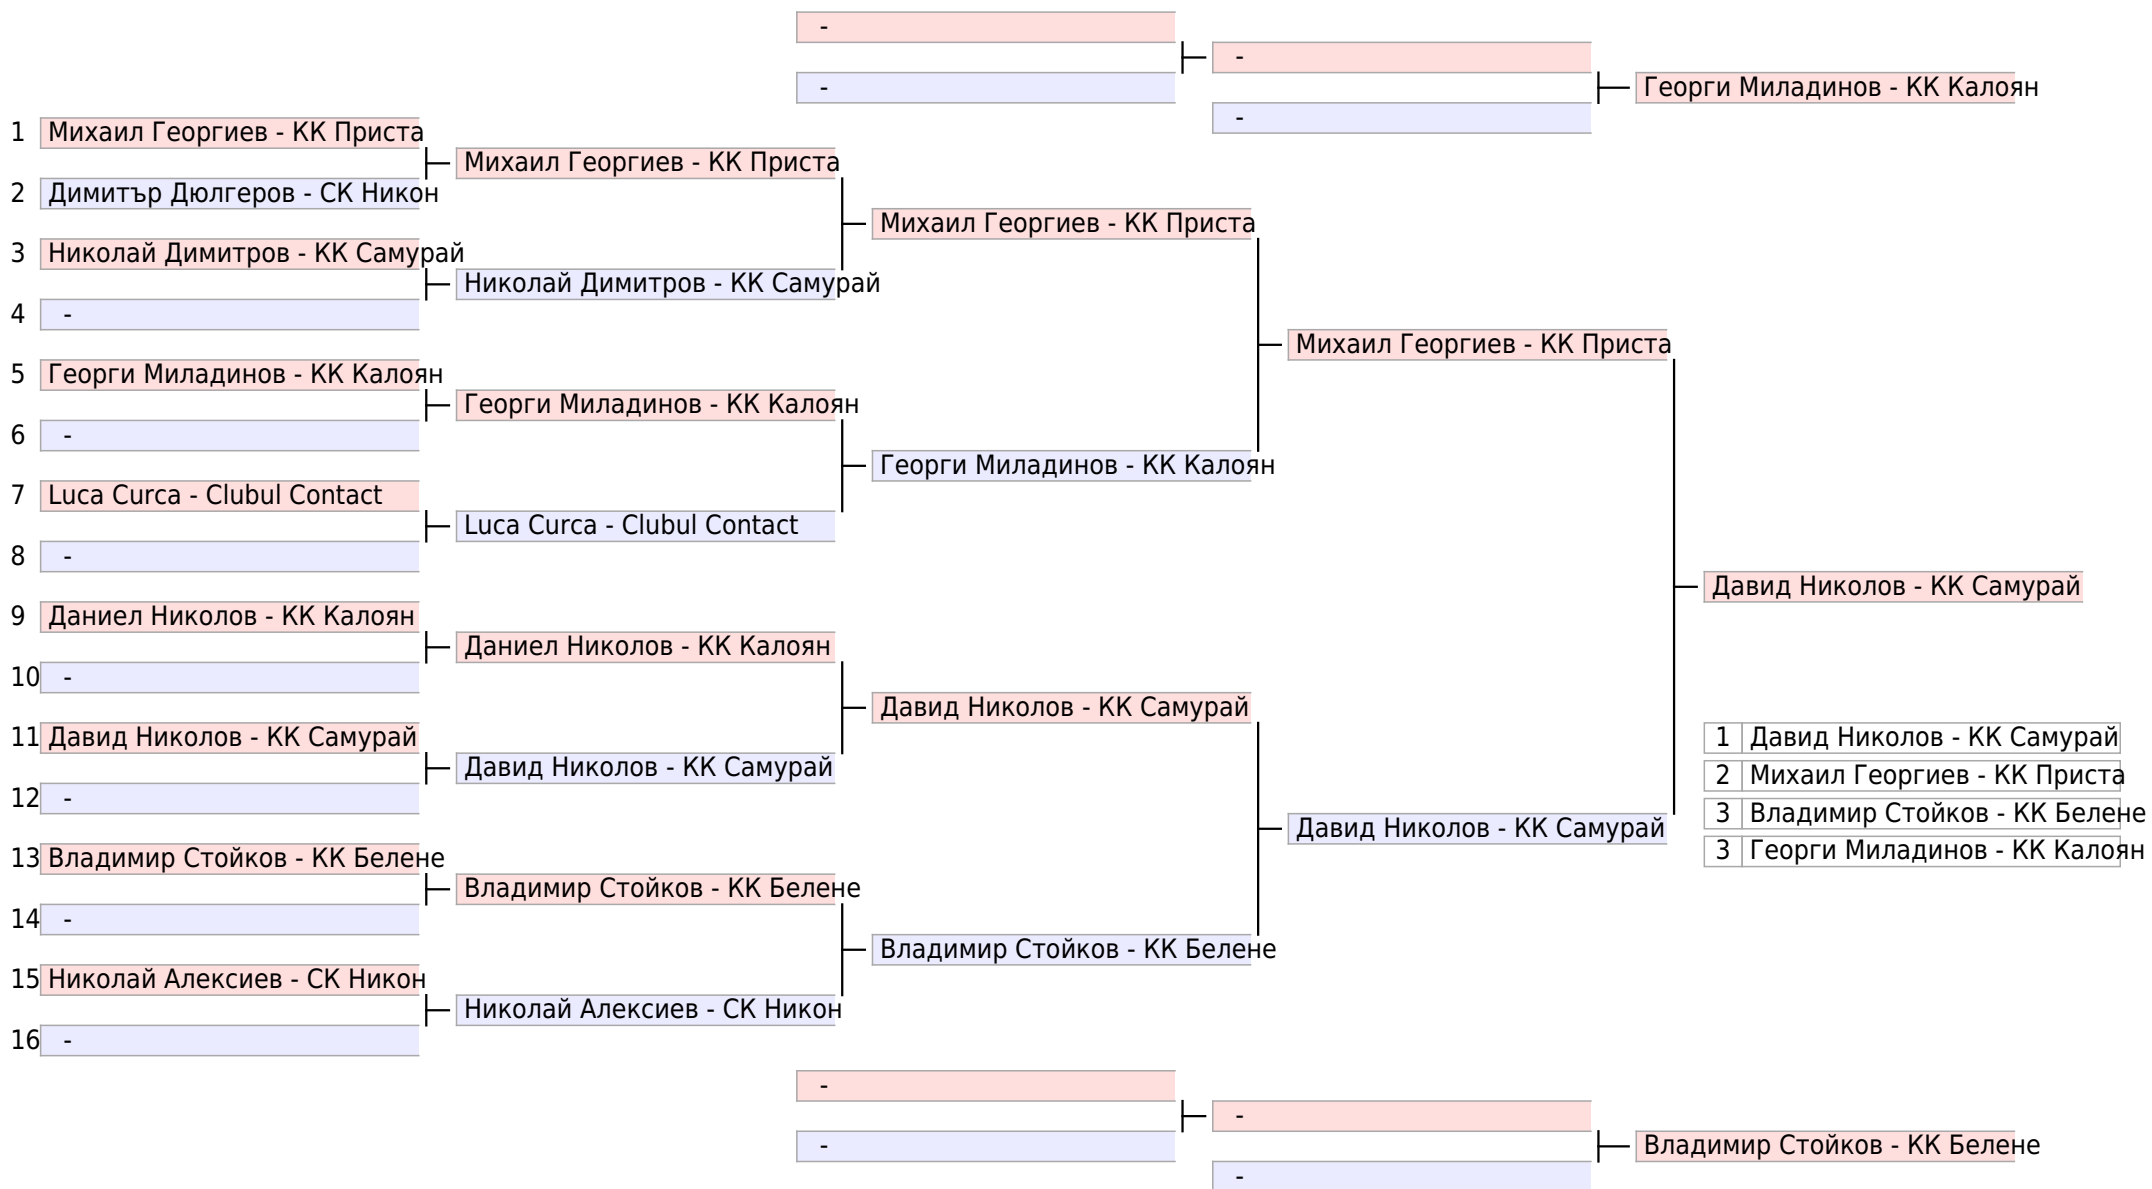 -
-
-
-
Георги Миладинов - КК Калоян
1 Михаил Георгиев - КК Приста
2 Димитър Дюлгеров - СК Никон
3 Николай Димитров - КК Самурай
4 -
5 Георги Миладинов - КК Калоян
6 -
7 Luca Curca - Clubul Contact
8 -
9 Даниел Николов - КК Калоян
10 -
11 Давид Николов - КК Самурай
12 -
13 Владимир Стойков - КК Белене
14 -
15 Николай Алексиев - СК Никон
16 -
Михаил Георгиев - КК Приста
Николай Димитров - КК Самурай
Георги Миладинов - КК Калоян
Luca Curca - Clubul Contact
Даниел Николов - КК Калоян
Давид Николов - КК Самурай
Владимир Стойков - КК Белене
Николай Алексиев - СК Никон
Михаил Георгиев - КК Приста
Георги Миладинов - КК Калоян
Давид Николов - КК Самурай
Владимир Стойков - КК Белене
Михаил Георгиев - КК Приста
Давид Николов - КК Самурай
Давид Николов - КК Самурай
1 Давид Николов - КК Самурай
2 Михаил Георгиев - КК Приста
3 Владимир Стойков - КК Белене
3 Георги Миладинов - КК Калоян
-
-
-
-
Владимир Стойков - КК Белене